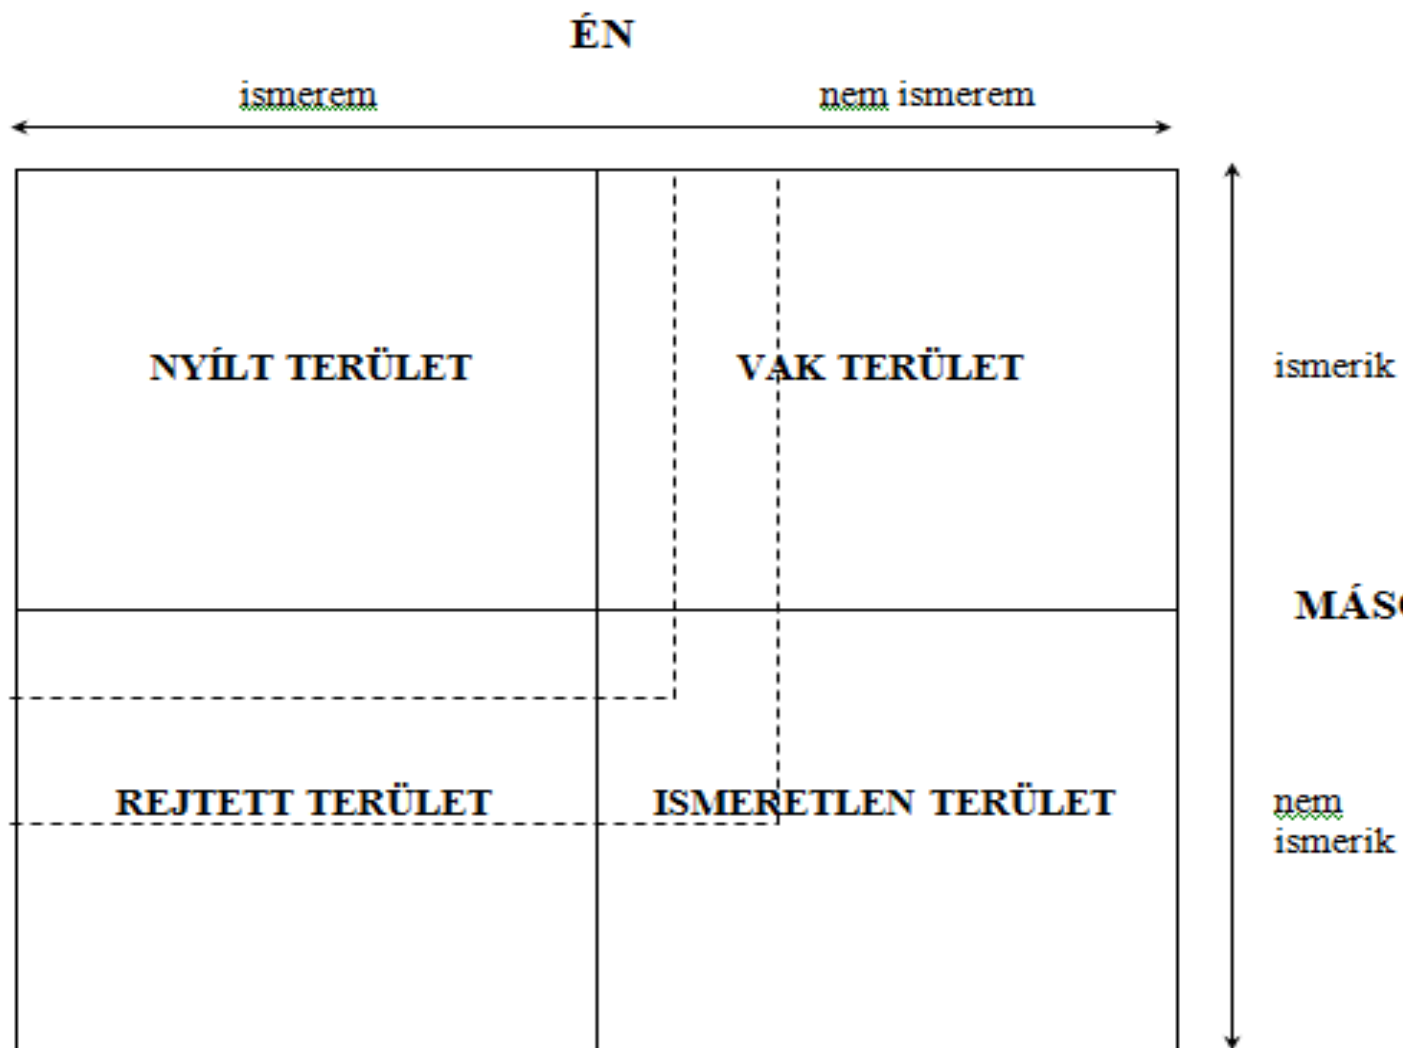 ÉN
ismerem nem ismerem
NYÍLT TERÜLET VAK TERÜLET ismerik
REJTETT TERÜLET ISMERETLEN TERÜLET nem
ismerik